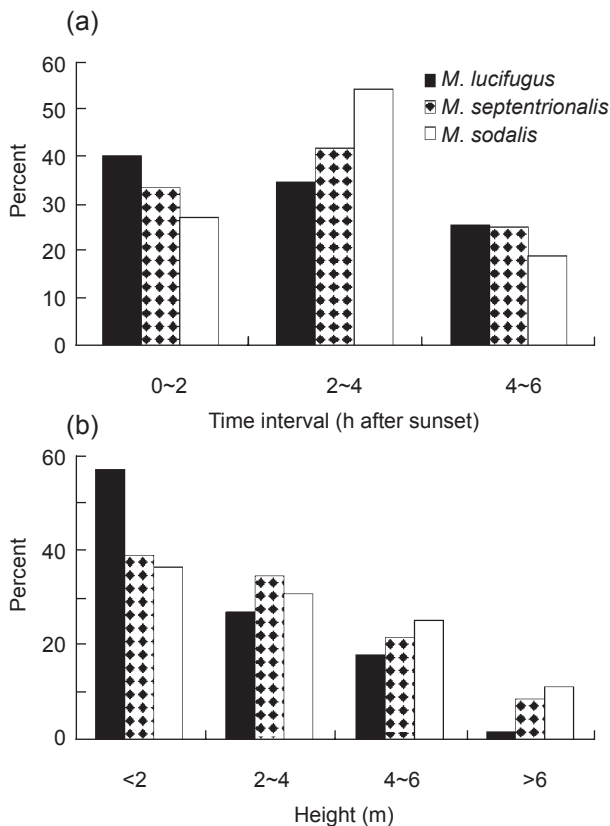 (a)
60
50
40
30
20
10
0
Percent
M. lucifugus
M. septentrionalis
M. sodalis
0~2 2~4 4~6
Time interval (h after sunset)
(b)
60
40
20
0
Percent
<2 2~4 4~6 >6
Height (m)